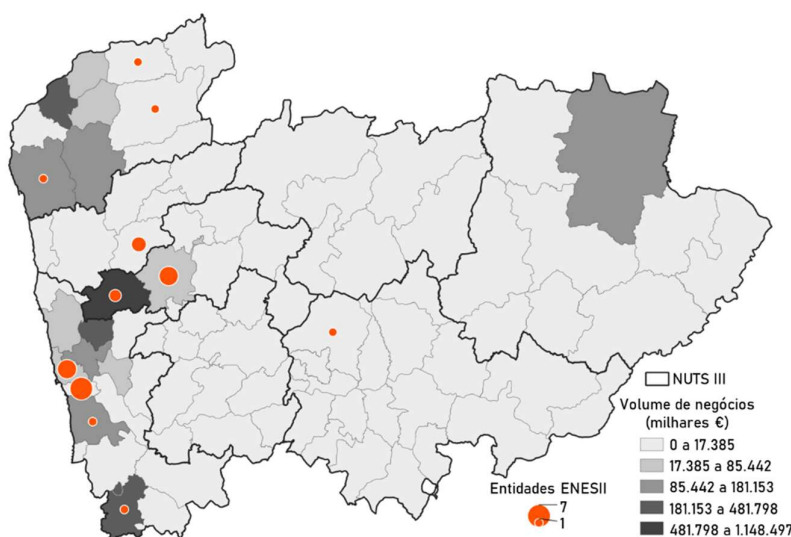 NUTS III
Volume de negócios
(milhares €)
0 a 17.385
17.385 a 85.442
85.442 a 181.153
181.153 a 481.798
481.798 a 1.148.497
Entidades ENESII
7
1